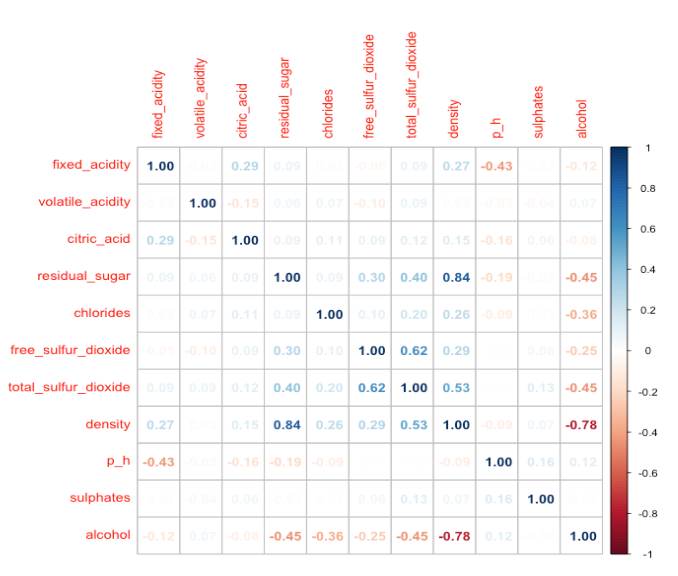 fixed_acidity volatile_acidity citric_acid residual_sugar chlorides free_sulfur_dioxide total_sulfur_dioxide density p_h sulphates alcohol
fixed_acidity 1.00 0.29 0.09 -0.05 0.09 0.27 -0.43 -0.12
volatile_acidity 1.00 -0.15 0.06 0.07 -0.10 0.09 -0.04 0.07
citric_acid 0.29 -0.15 1.00 0.09 0.11 0.09 0.12 0.15 -0.16 0.06 -0.08
residual_sugar 0.09 0.06 0.09 1.00 0.09 0.30 0.40 0.84 -0.19 -0.45
chlorides 0.07 0.11 0.09 1.00 0.10 0.20 0.26 -0.09 -0.36
free_sulfur_dioxide -0.05 -0.10 0.09 0.30 0.10 1.00 0.62 0.29 0.06 -0.25
total_sulfur_dioxide 0.09 0.09 0.12 0.40 0.20 0.62 1.00 0.53 0.13 -0.45
density 0.27 0.15 0.84 0.26 0.29 0.53 1.00 -0.09 0.07 -0.78
p_h -0.43 -0.16 -0.19 -0.09 -0.09 1.00 0.16 0.12
sulphates -0.04 0.06 0.06 0.13 0.07 0.16 1.00
alcohol -0.12 0.07 -0.08 -0.45 -0.36 -0.25 -0.45 -0.78 0.12 1.00
1
0.8
0.6
0.4
0.2
0
-0.2
-0.4
-0.6
-0.8
-1